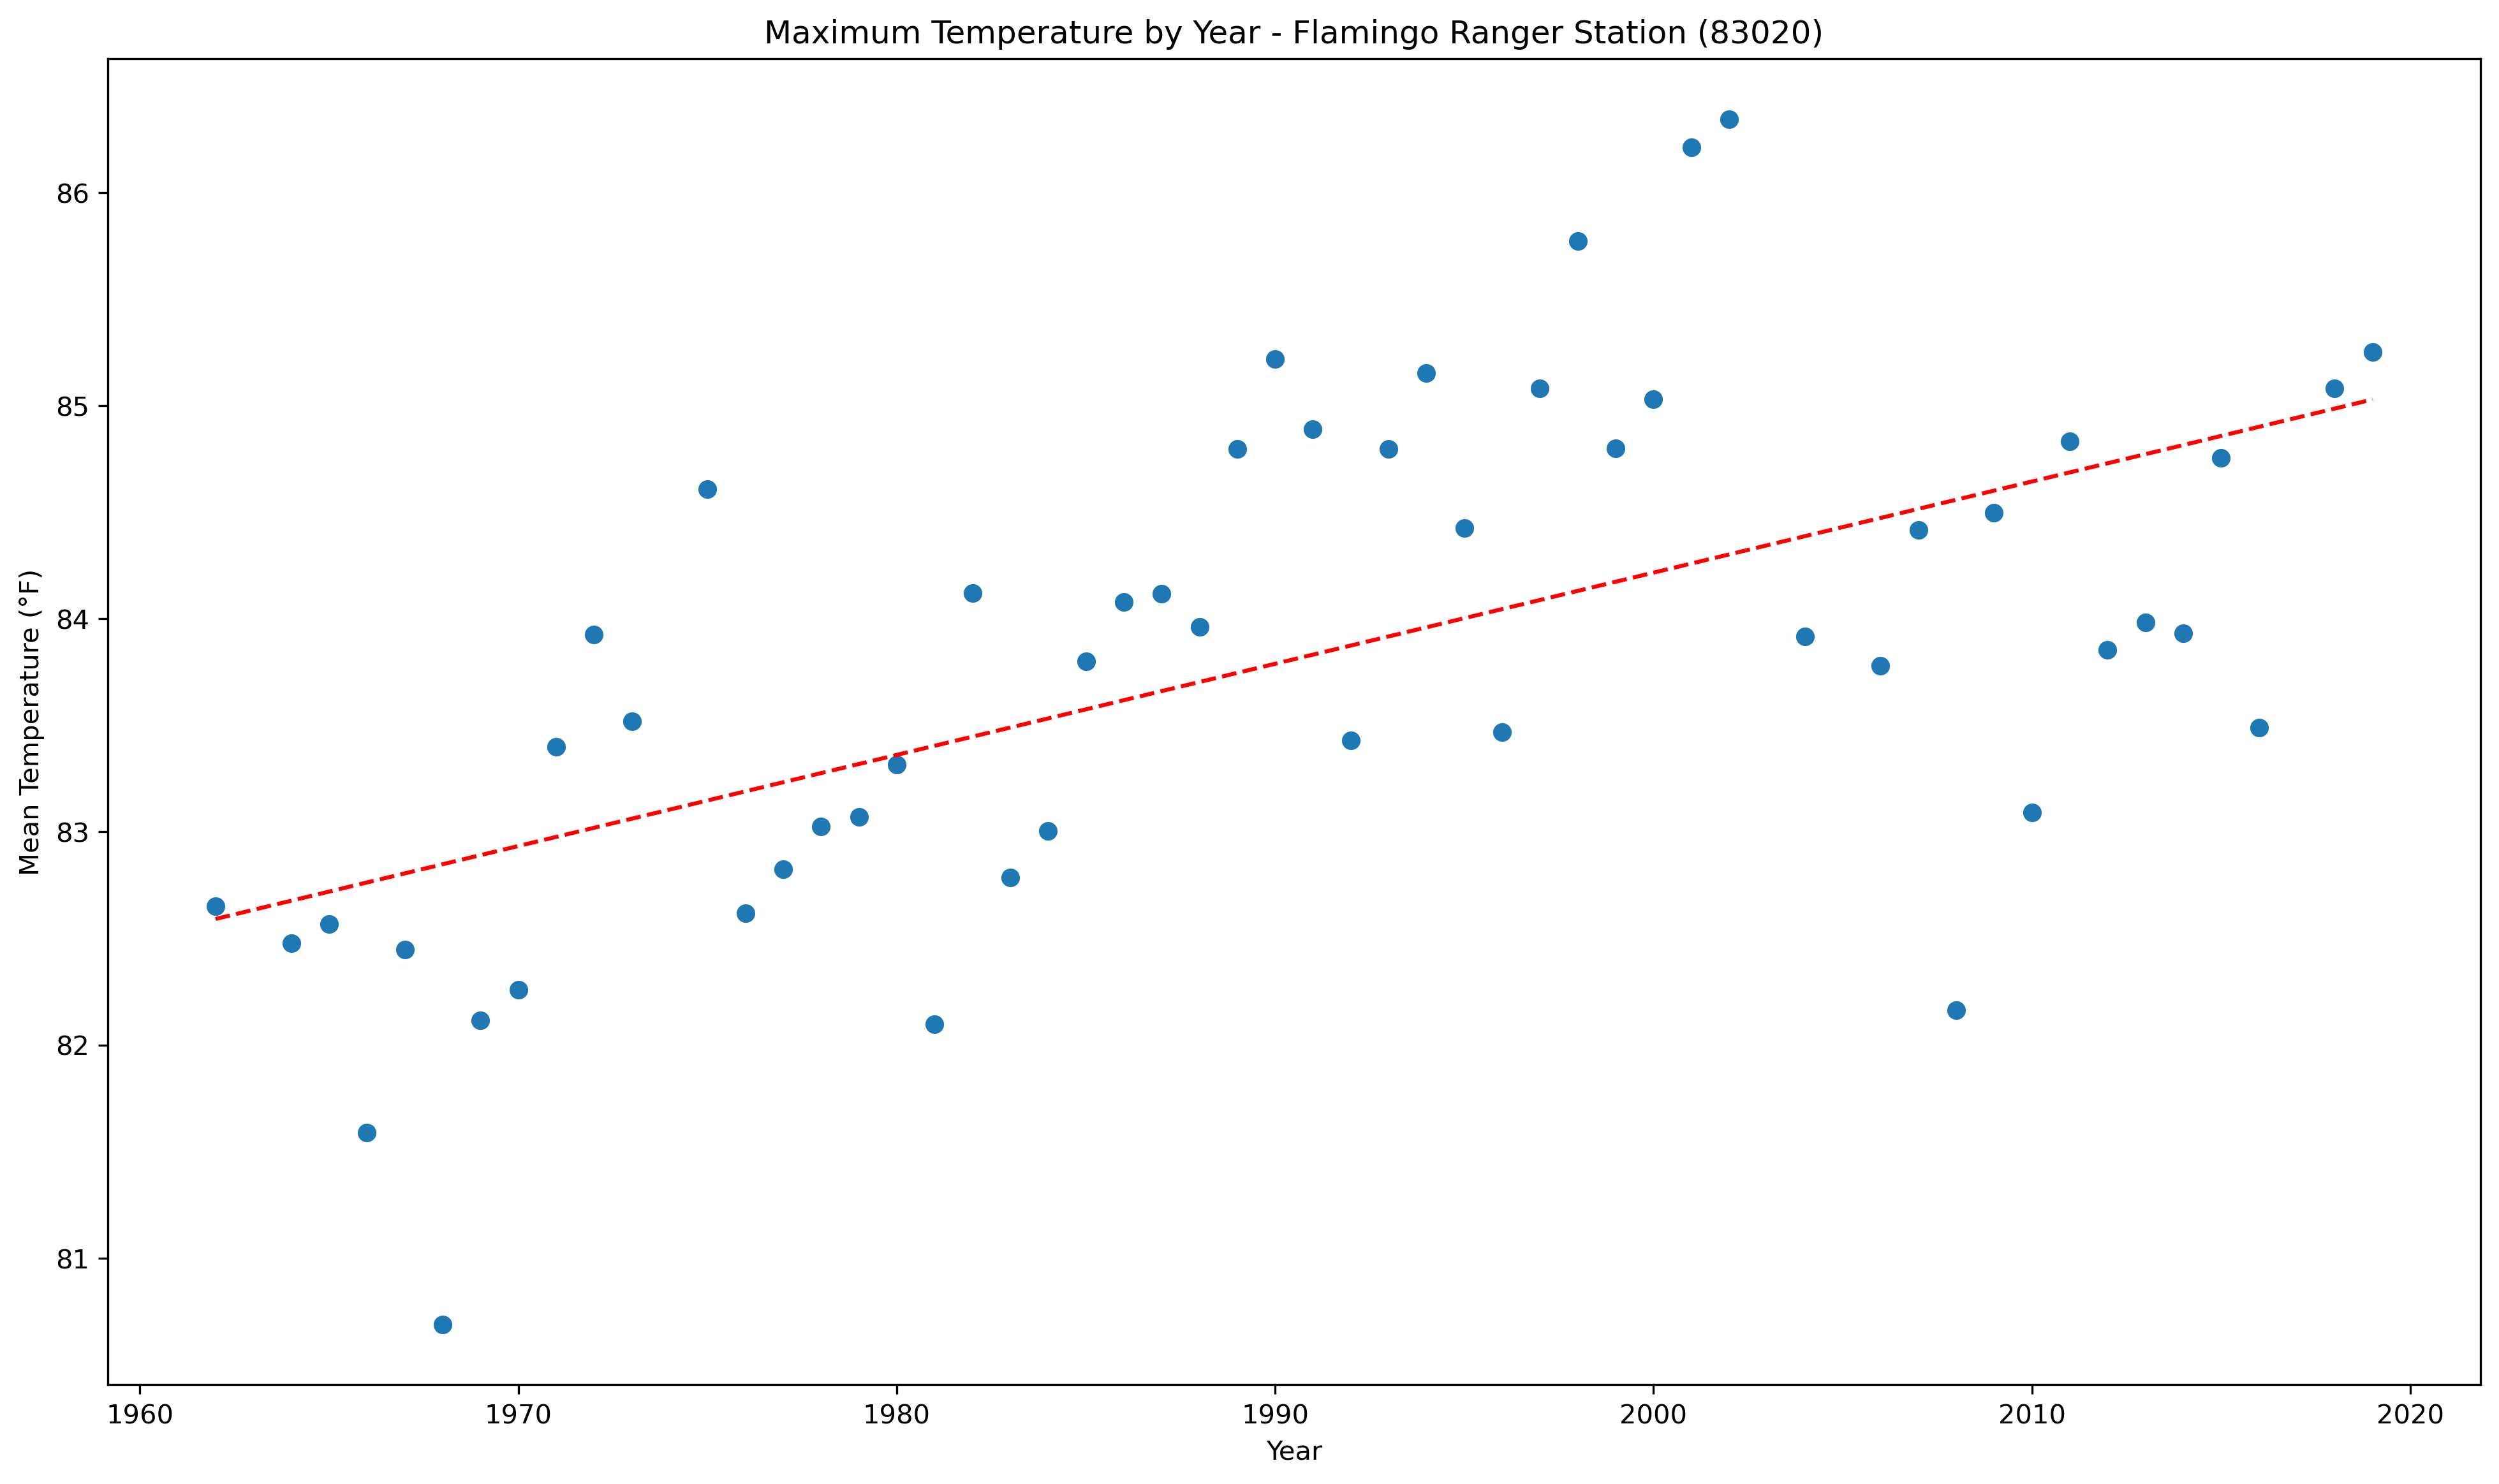 Maximum Temperature by Year - Flamingo Ranger Station (83020)
Mean Temperature (°F)
86
85
84
83
82
81
1960 1970 1980 1990 2000 2010 2020
Year